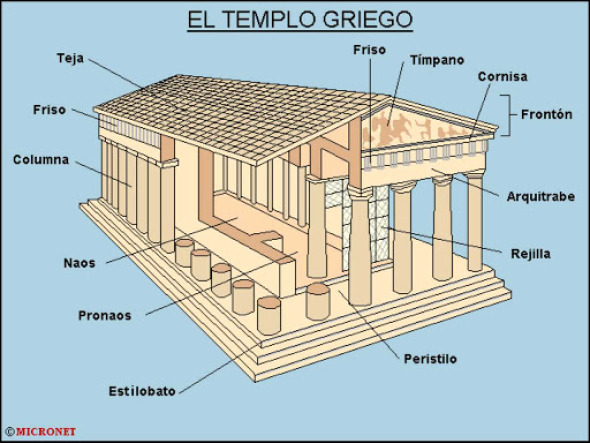 EL TEMPLO GRIEGO
Teja
Friso
Columna
Naos
Pronaos
Estilobato
Friso
Tímpano
Cornisa
Frontón
Arquitrabe
Rejilla
Peristilo
©MICRONET